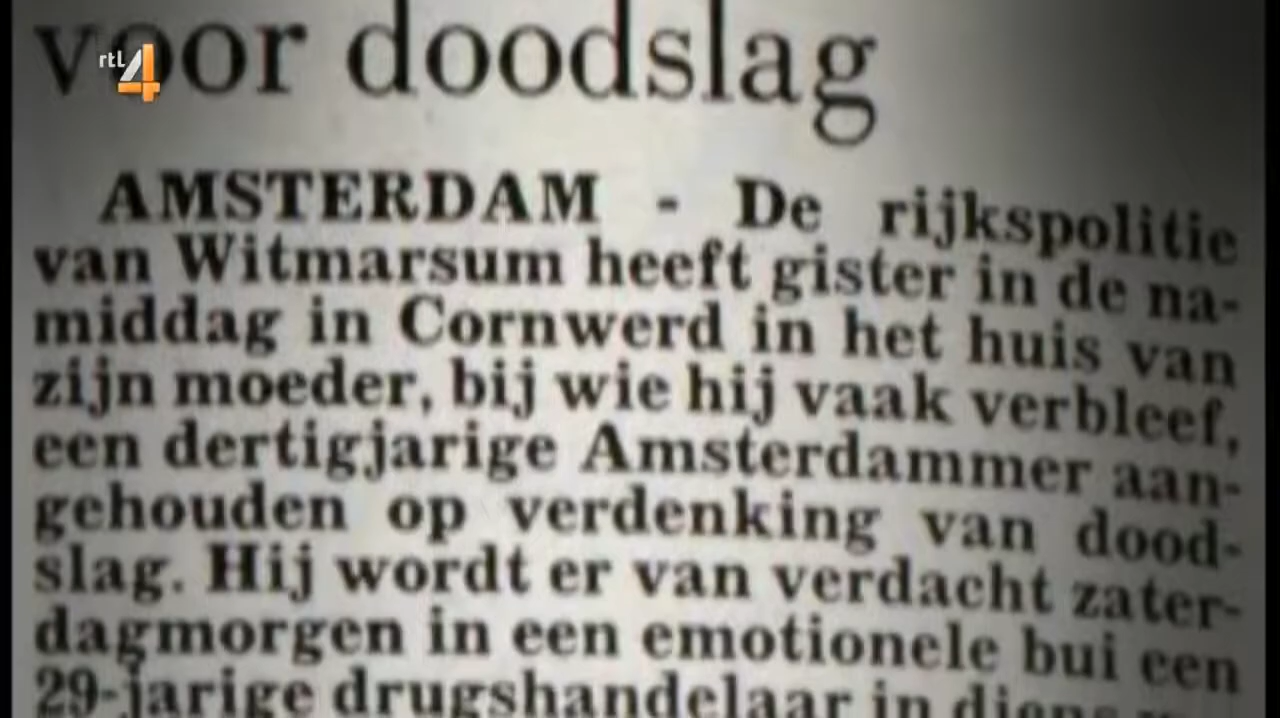 voor doodslag
rtl 4
AMSTERDAM - De rijkspolitie
van Witmarsum heeft gister in de na-
middag in Cornwerd in het huis van
zijn moeder, bij wie hij vaak verbleef,
een dertigjarige Amsterdammer aan-
gehouden op verdenking van dood-
slag. Hij wordt er van verdacht zater-
dagmorgen in een emotionele bui een
29-jarige drugshandelaar in diens